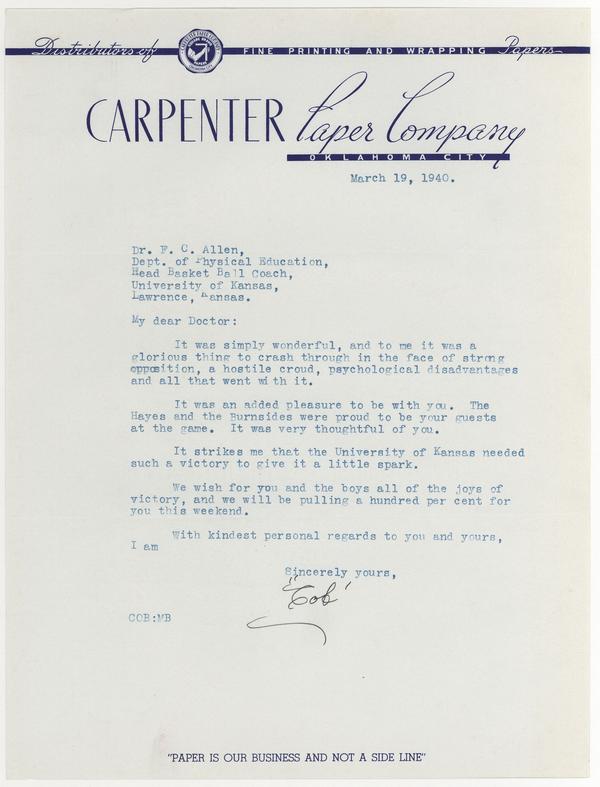 Distributors of FINE PRINTING AND WRAPPING Papers
CARPENTER Paper Company
OKLAHOMA CITY
March 19, 1940.
Dr. F. C. Allen,
Dept. of Physical Education,
Head Basket Ball Coach,
University of Kansas,
Lawrence, Kansas.
My dear Doctor:
It was simply wonderful, and to me it was a
glorious thing to crash through in the face of strong
opposition, a hostile croud, psychological disadvantages
and all that went with it.
It was an added pleasure to be with you. The
Hayes and the Burnsides were proud to be your guests
at the game. It was very thoughtful of you.
It strikes me that the University of Kansas needed
such a victory to give it a little spark.
We wish for you and the boys all of the joys of
victory, and we will be pulling a hundred per cent for
you this weekend.
With kindest personal regards to you and yours,
I am
Sincerely yours,
"Cob"
COB:MB
"PAPER IS OUR BUSINESS AND NOT A SIDE LINE"